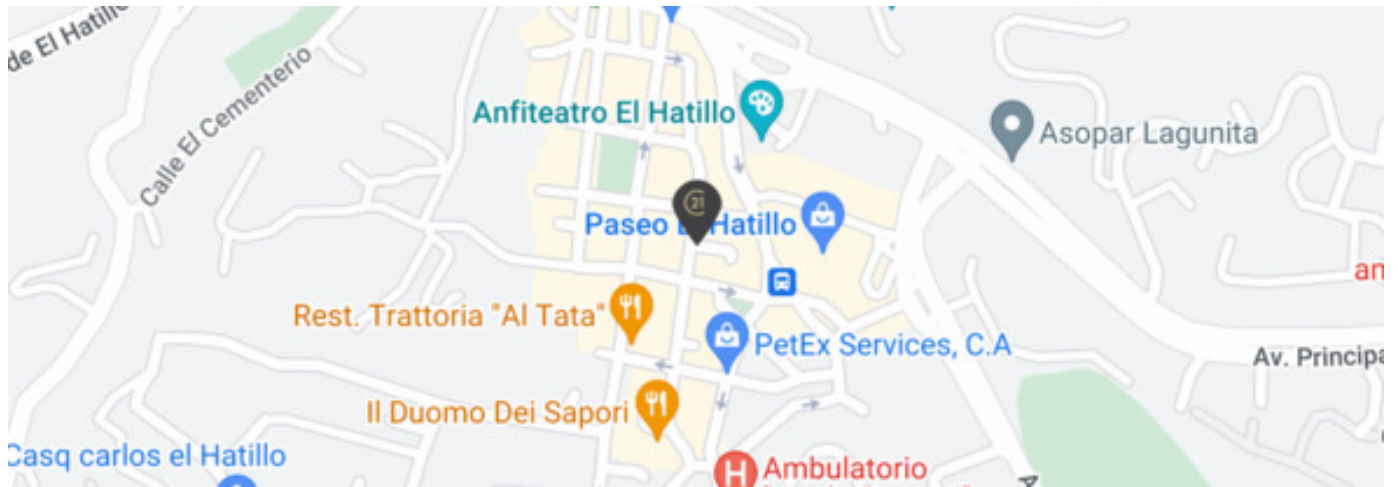 de El Hatillo
Calle El Cementerio
Anfiteatro El Hatillo
Asopar Lagunita
21
Paseo El Hatillo
Rest. Trattoria "Al Tata"
PetEx Services, C.A
Av. Principa
Il Duomo Dei Sapori
Casq carlos el Hatillo
H
Ambulatorio